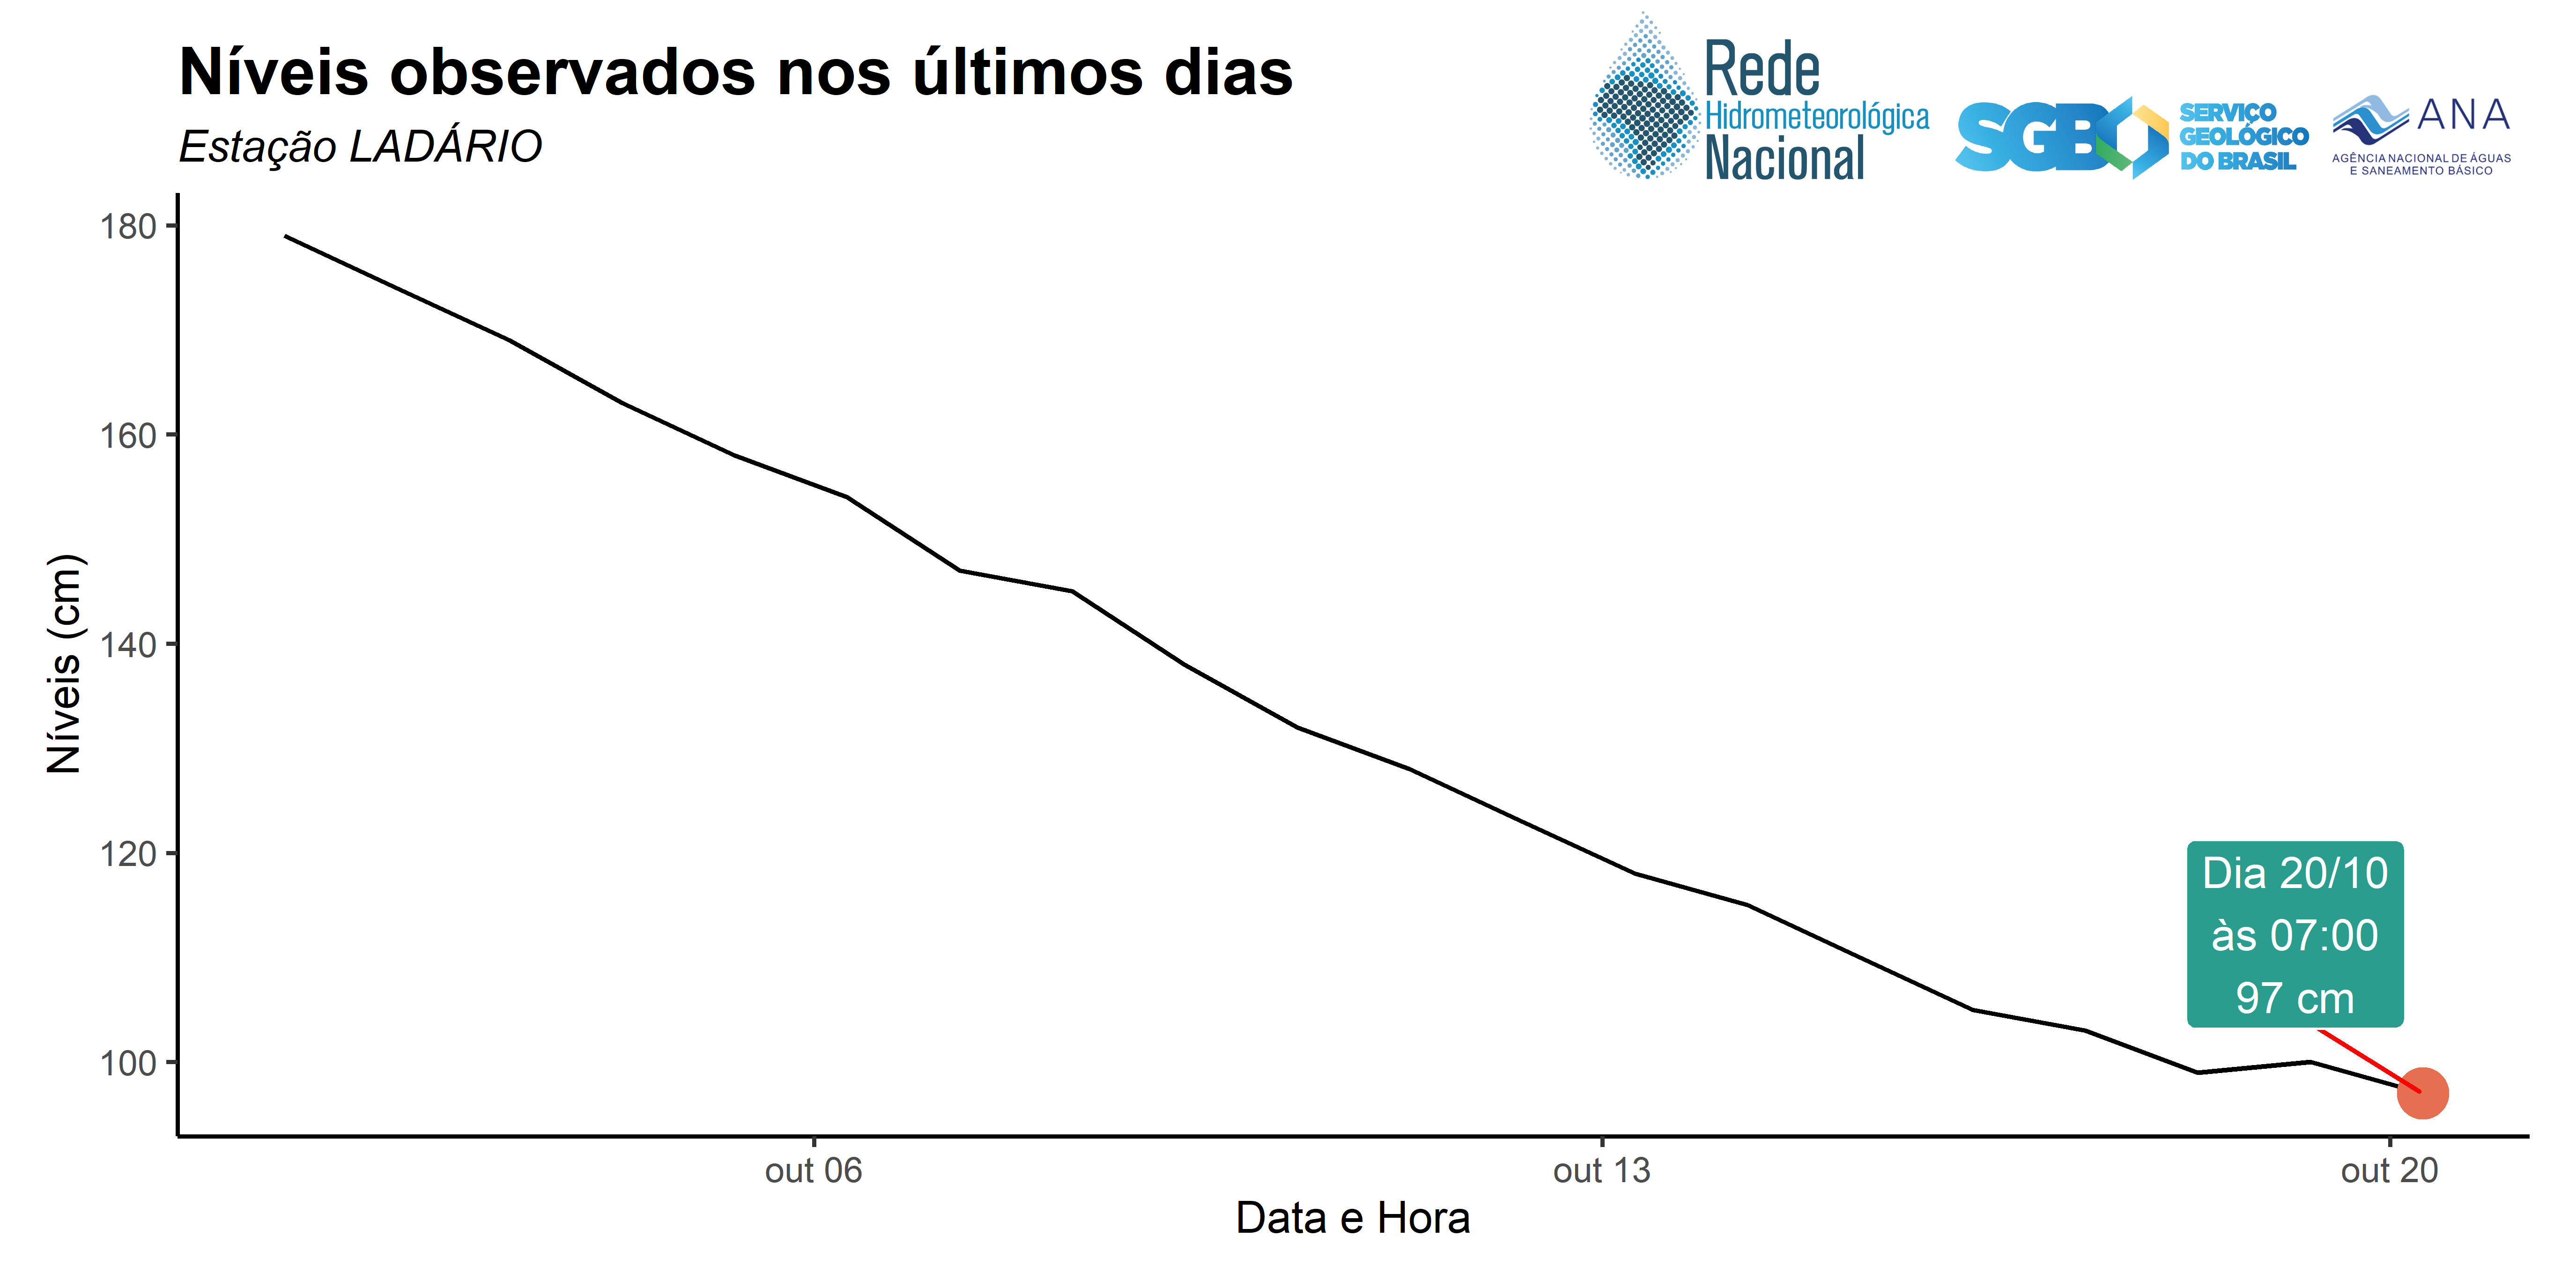 Níveis observados nos últimos dias
Estação LADÁRIO
Rede
Hidrometeorológica
Nacional
SGB
SERVIÇO
GEOLÓGICO
DO BRASIL
ANA
AGÊNCIA NACIONAL DE ÁGUAS
E SANEAMENTO BÁSICO
Níveis (cm)
180
160
140
120
100
Dia 20/10
às 07:00
97 cm
out 06
out 13
out 20
Data e Hora